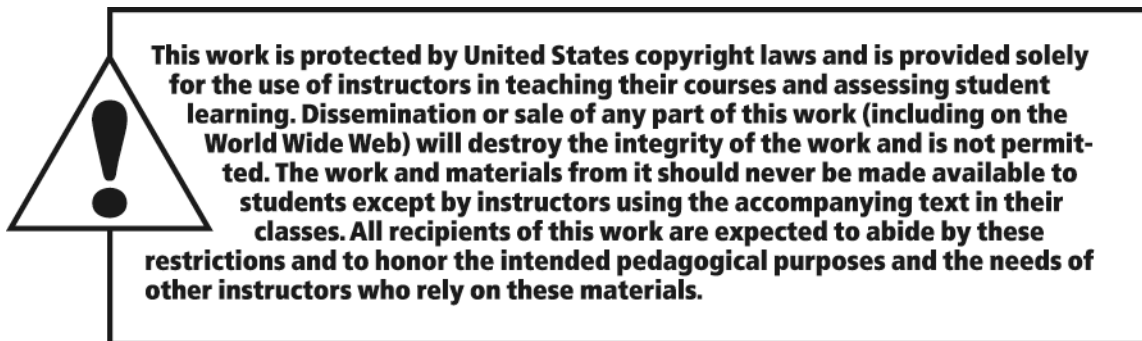 This work is protected by United States copyright laws and is provided solely
for the use of instructors in teaching their courses and assessing student
learning. Dissemination or sale of any part of this work (including on the
World Wide Web) will destroy the integrity of the work and is not permit-
ted. The work and materials from it should never be made available to
students except by instructors using the accompanying text in their
classes. All recipients of this work are expected to abide by these
restrictions and to honor the intended pedagogical purposes and the needs of
other instructors who rely on these materials.